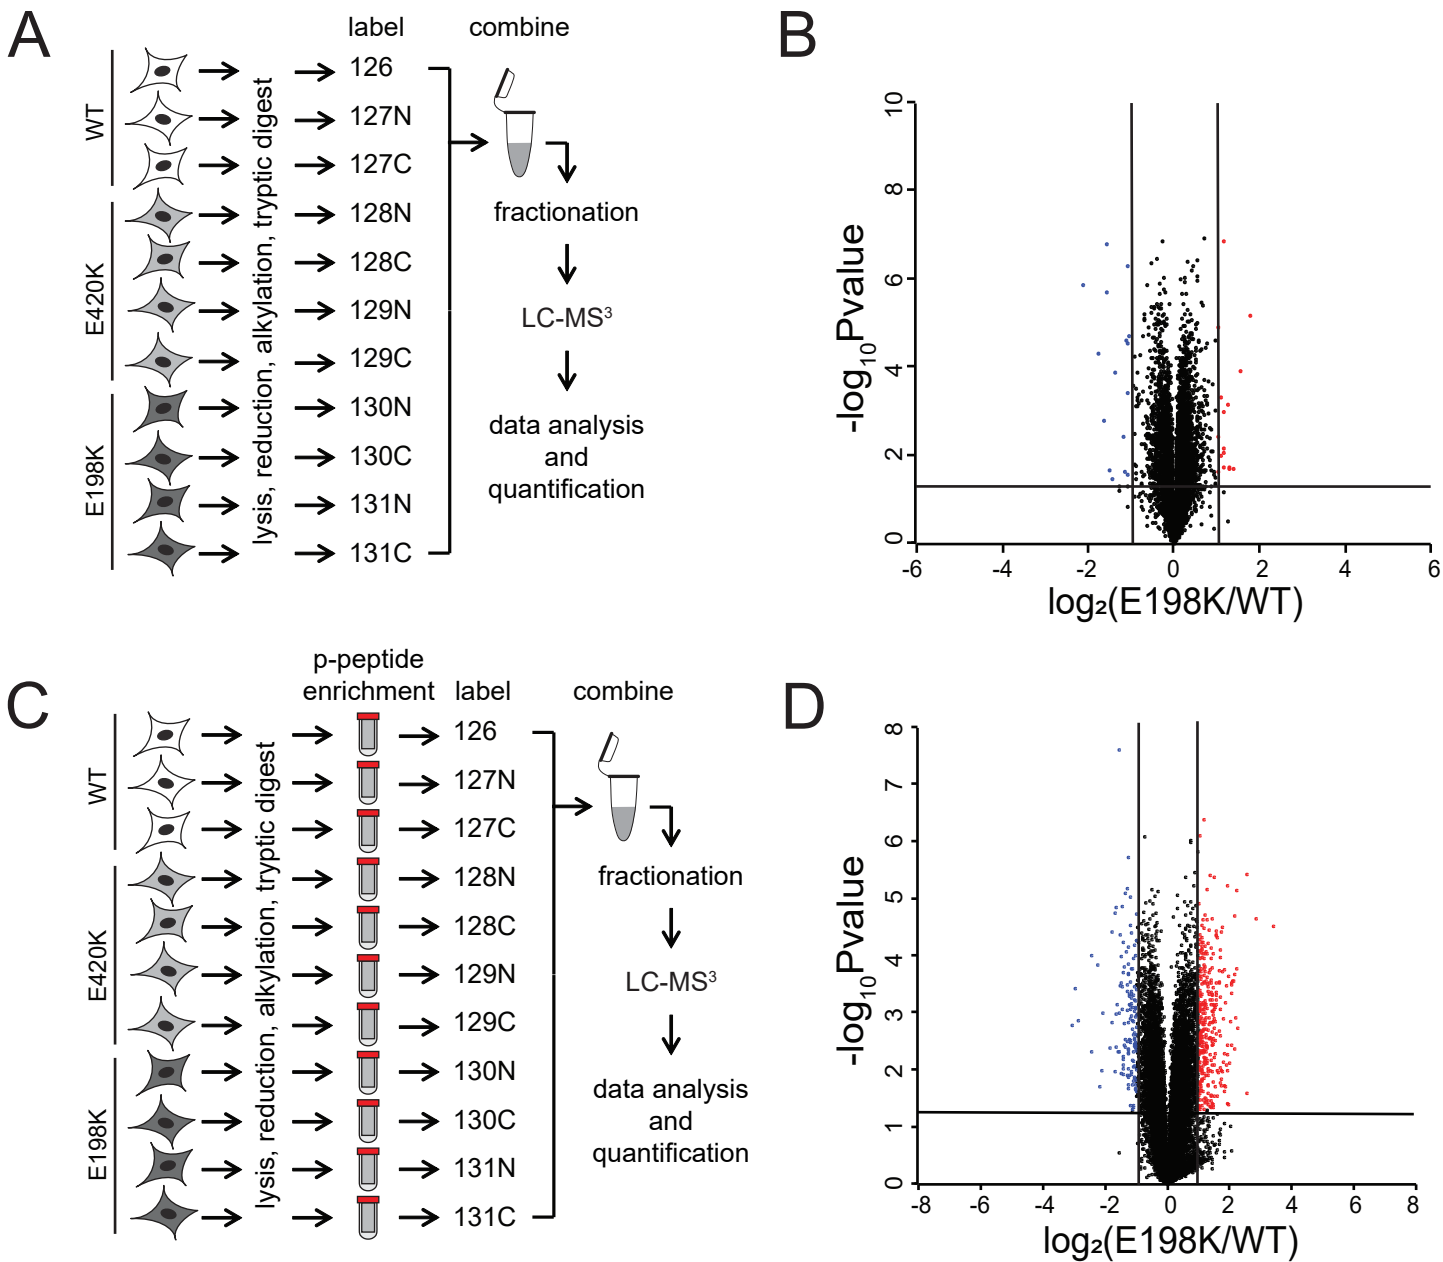 A
label
combine
WT
E420K
E198K
lysis, reduction, alkylation, tryptic digest
126
127N
127C
128N
128C
129N
129C
130N
130C
131N
131C
fractionation
LC-MS³
data analysis
and
quantification
B
-log₁₀Pvalue
10
8
6
4
2
0
-6
-4
-2
0
2
4
6
log₂(E198K/WT)
C
p-peptide
enrichment
label
combine
WT
E420K
E198K
lysis, reduction, alkylation, tryptic digest
126
127N
127C
128N
128C
129N
129C
130N
130C
131N
131C
fractionation
LC-MS³
data analysis
and
quantification
D
-log₁₀Pvalue
8
7
6
5
4
3
2
1
0
-8
-6
-4
-2
0
2
4
6
8
log₂(E198K/WT)